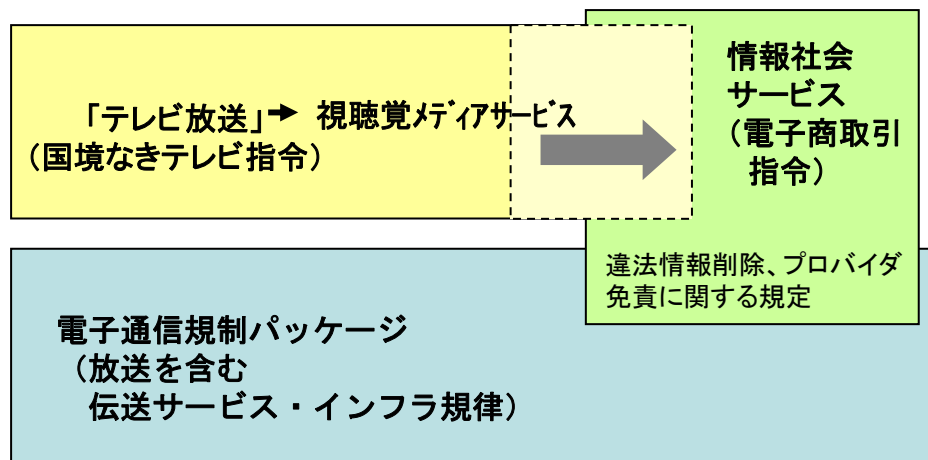 「テレビ放送」➔ 視聴覚ﾒﾃﾞｨｱサービス
（国境なきテレビ指令）
情報社会
サービス
（電子商取引
指令）
違法情報削除、プロバイダ
免責に関する規定
電子通信規制パッケージ
（放送を含む
伝送サービス・インフラ規律）